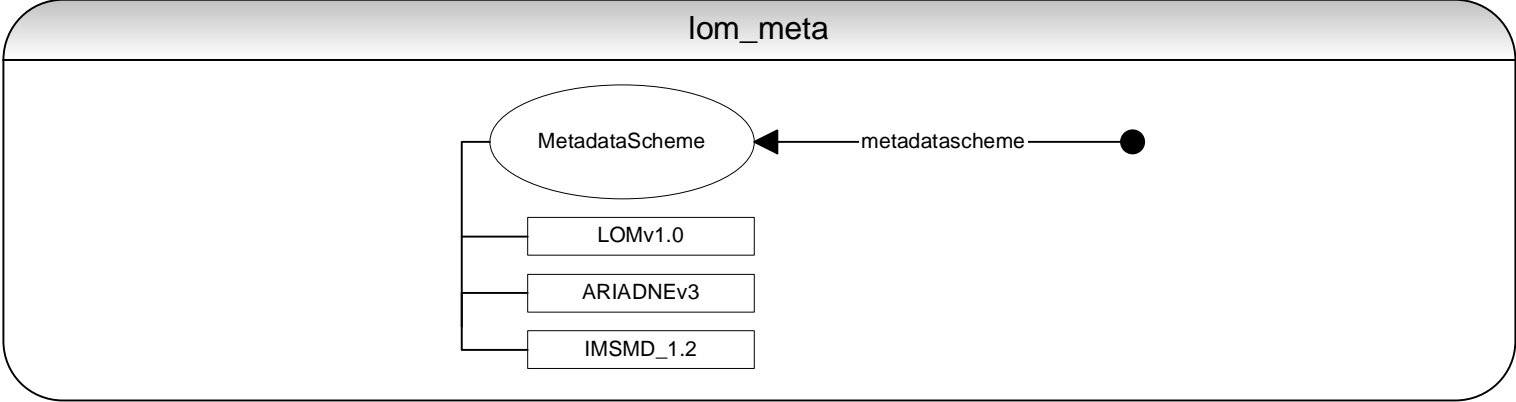 lom_meta
MetadataScheme
metadatascheme
LOMv1.0
ARIADNEv3
IMSMD_1.2